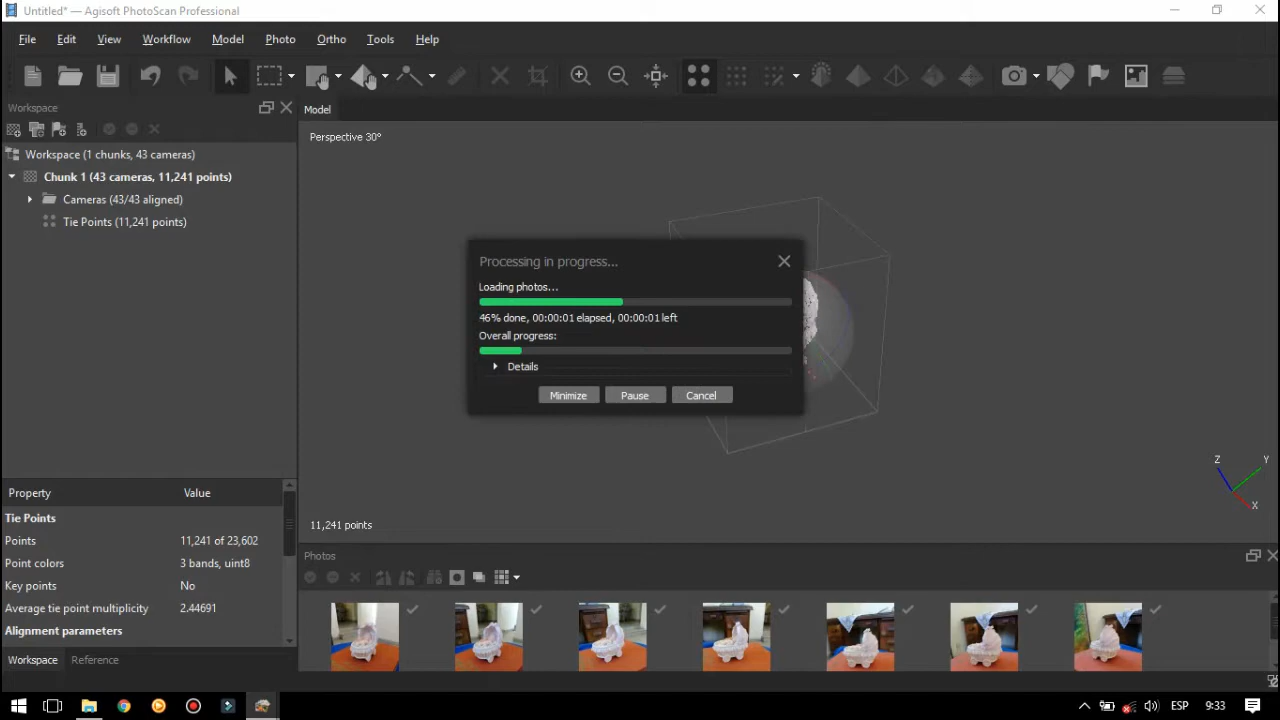 Untitled* — Agisoft PhotoScan Professional
File Edit View Workflow Model Photo Ortho Tools Help
Workspace
Model
Perspective 30°
Workspace (1 chunks, 43 cameras)
Chunk 1 (43 cameras, 11,241 points)
Cameras (43/43 aligned)
Tie Points (11,241 points)
Processing in progress...
Loading photos...
46% done, 00:00:01 elapsed, 00:00:01 left
Overall progress:
Details
Minimize Pause Cancel
Z Y
X
11,241 points
Property Value
Tie Points
Points 11,241 of 23,602
Point colors 3 bands, uint8
Key points No
Average tie point multiplicity 2.44691
Alignment parameters
Workspace Reference
Photos
ESP 9:33